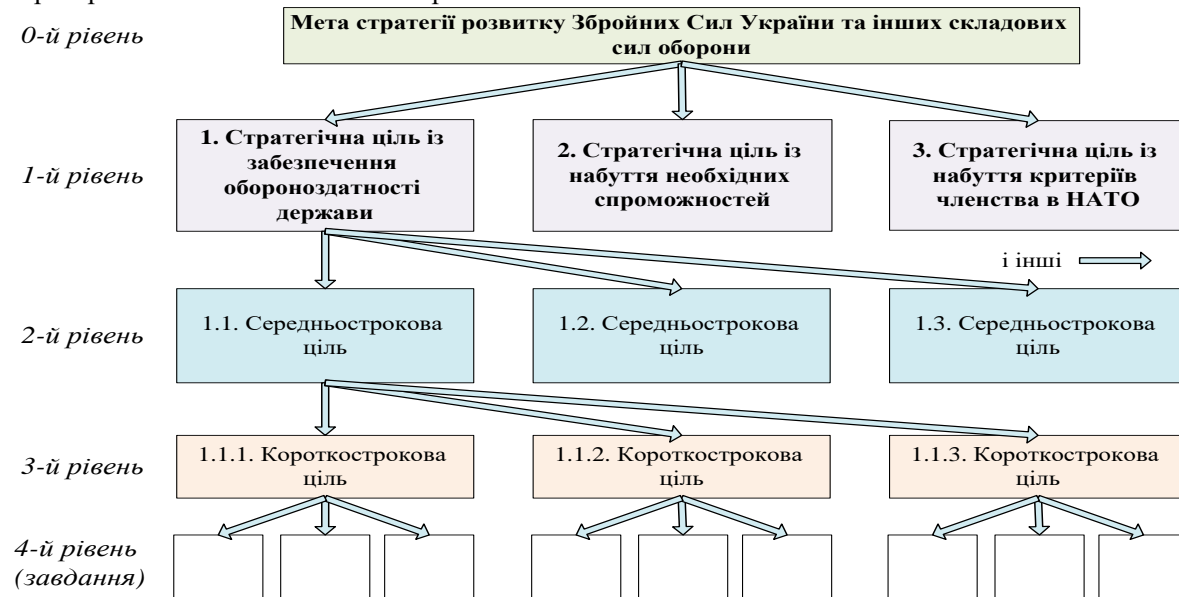 0-й рівень
Мета стратегії розвитку Збройних Сил України та інших складових
сил оборони
1-й рівень
1. Стратегічна ціль із
забезпечення
обороноздатності
держави
2. Стратегічна ціль із
набуття необхідних
спроможностей
3. Стратегічна ціль із
набуття критеріїв
членства в НАТО
і інші
2-й рівень
1.1. Середньострокова
ціль
1.2. Середньострокова
ціль
1.3. Середньострокова
ціль
3-й рівень
1.1.1. Короткострокова
ціль
1.1.2. Короткострокова
ціль
1.1.3. Короткострокова
ціль
4-й рівень
(завдання)